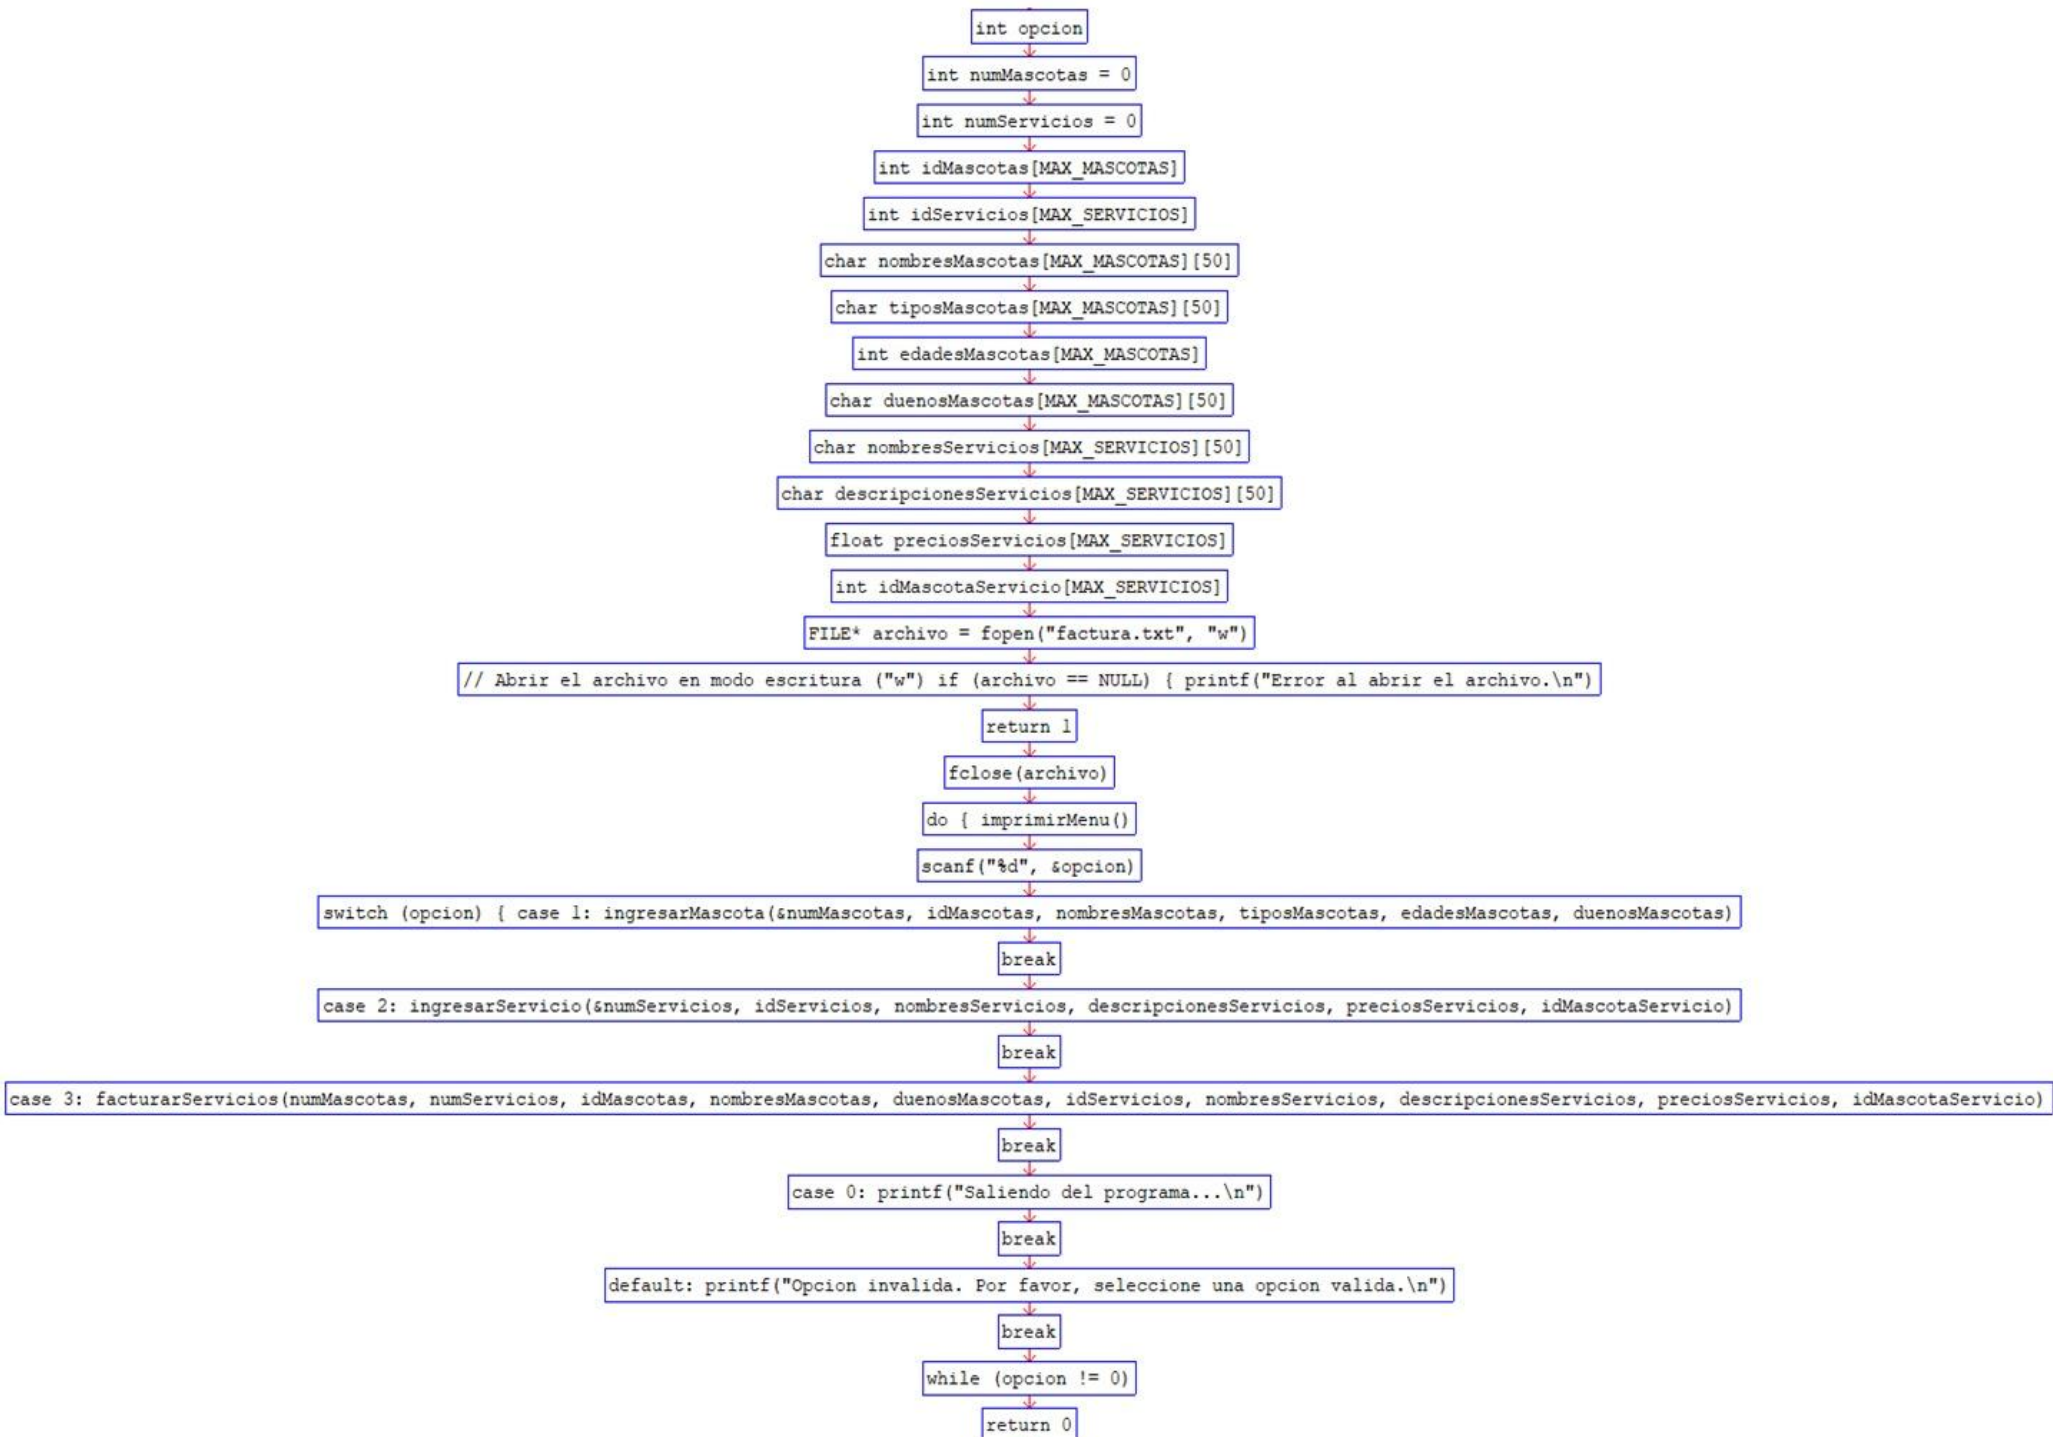 int opcion
int numMascotas = 0
int numServicios = 0
int idMascotas[MAX_MASCOTAS]
int idServicios[MAX_SERVICIOS]
char nombresMascotas[MAX_MASCOTAS][50]
char tiposMascotas[MAX_MASCOTAS][50]
int edadesMascotas[MAX_MASCOTAS]
char duenosMascotas[MAX_MASCOTAS][50]
char nombresServicios[MAX_SERVICIOS][50]
char descripcionesServicios[MAX_SERVICIOS][50]
float preciosServicios[MAX_SERVICIOS]
int idMascotaServicio[MAX_SERVICIOS]
FILE* archivo = fopen("factura.txt", "w")
// Abrir el archivo en modo escritura ("w") if (archivo == NULL) { printf("Error al abrir el archivo.\n")
return 1
fclose(archivo)
do { imprimirMenu()
scanf("%d", &opcion)
switch (opcion) { case 1: ingresarMascota(&numMascotas, idMascotas, nombresMascotas, tiposMascotas, edadesMascotas, duenosMascotas)
break
case 2: ingresarServicio(&numServicios, idServicios, nombresServicios, descripcionesServicios, preciosServicios, idMascotaServicio)
break
case 3: facturarServicios(numMascotas, numServicios, idMascotas, nombresMascotas, duenosMascotas, idServicios, nombresServicios, descripcionesServicios, preciosServicios, idMascotaServicio)
break
case 0: printf("Saliendo del programa...\n")
break
default: printf("Opcion invalida. Por favor, seleccione una opcion valida.\n")
break
while (opcion != 0)
return 0